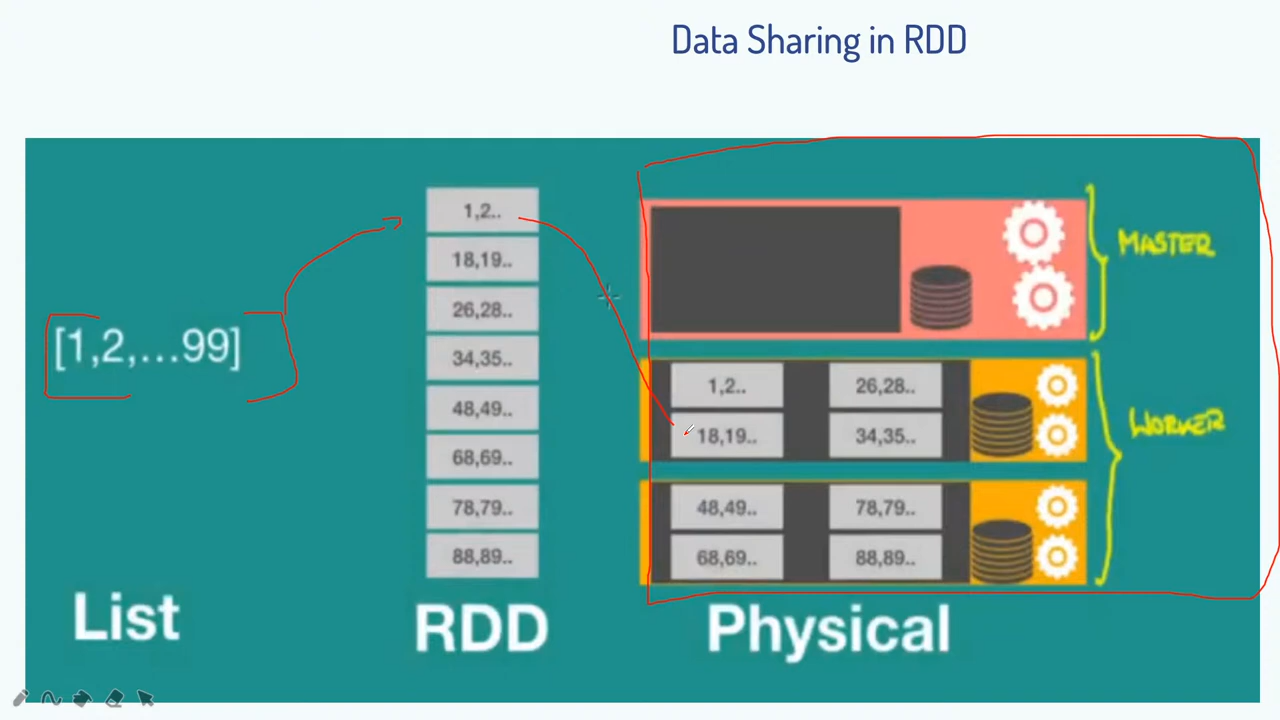 Data Sharing in RDD
[1,2,...99]
List
1,2..
18,19..
26,28..
34,35..
48,49..
68,69..
78,79..
88,89..
RDD
MASTER
1,2.. 26,28..
18,19.. 34,35..
WORKER
48,49.. 78,79..
68,69.. 88,89..
Physical